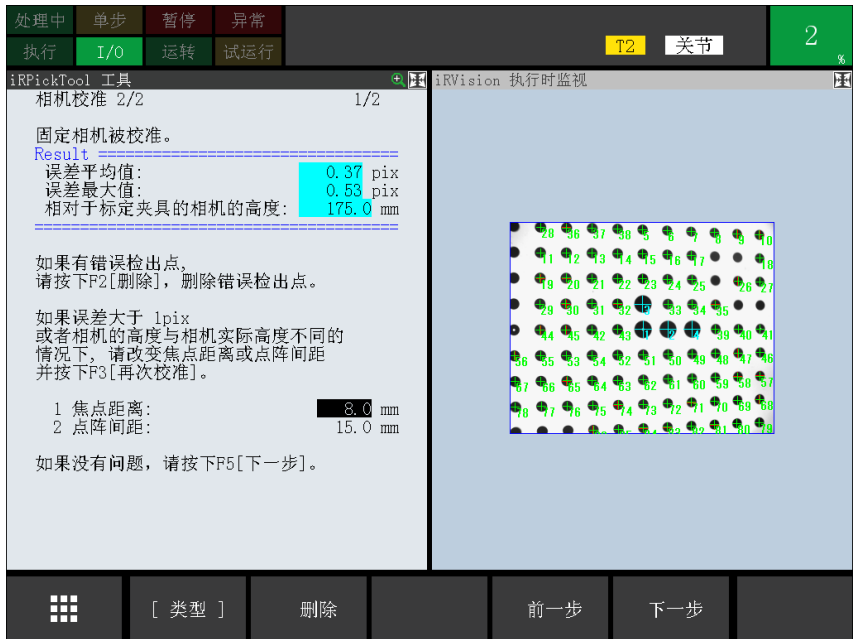 处理中 单步 暂停 异常
执行 I/O 运转 试运行
T2 关节
2 %
iRPickTool 工具
相机校准 2/2 1/2
固定相机被校准。
Result
误差平均值: 0.37 pix
误差最大值: 0.53 pix
相对于标定夹具的相机的高度: 175.0 mm
如果有错误检出点,
请按下F2[删除], 删除错误检出点。
如果误差大于 1pix
或者相机的高度与相机实际高度不同的
情况下, 请改变焦点距离或点阵间距
并按下F3[再次校准]。
1 焦点距离: 8.0 mm
2 点阵间距: 15.0 mm
如果没有问题, 请按下F5[下一步]。
iRVision 执行时监视
[ 类型 ] 删除 前一步 下一步